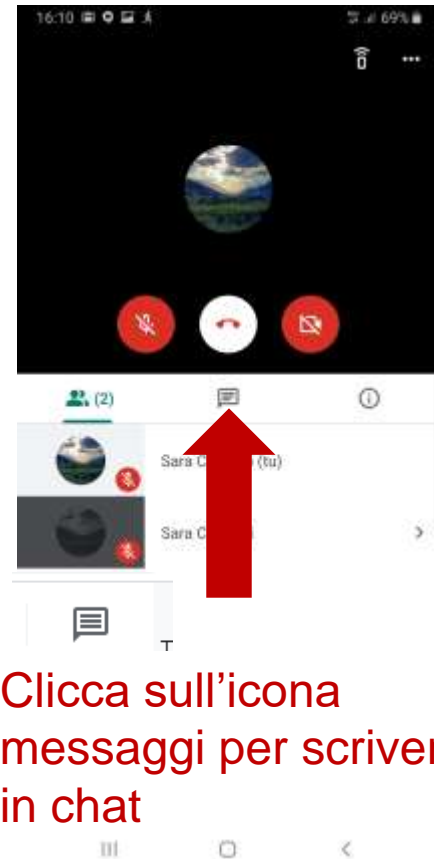 16:10 69%
(2)
Sara C (tu)
Sara C
T
Clicca sull’icona
messaggi per scriver
in chat